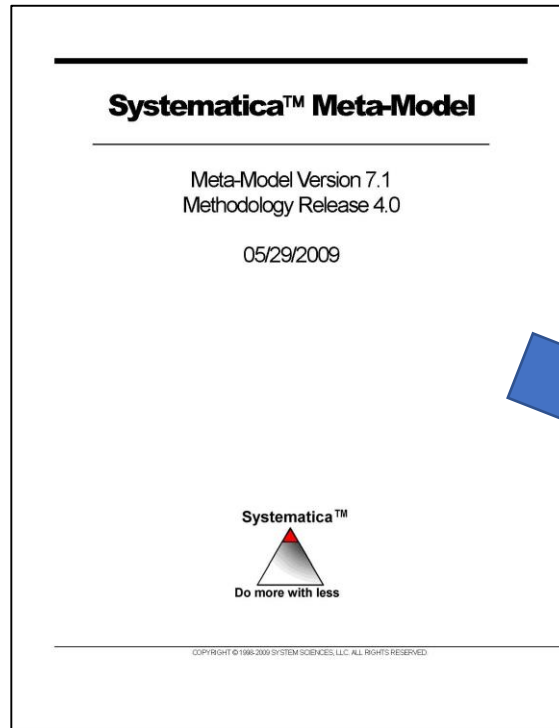 Systematica™ Meta-Model
Meta-Model Version 7.1
Methodology Release 4.0
05/29/2009
Systematica™
Do more with less
COPYRIGHT © 1998-2009 SYSTEM SCIENCES, LLC. ALL RIGHTS RESERVED.